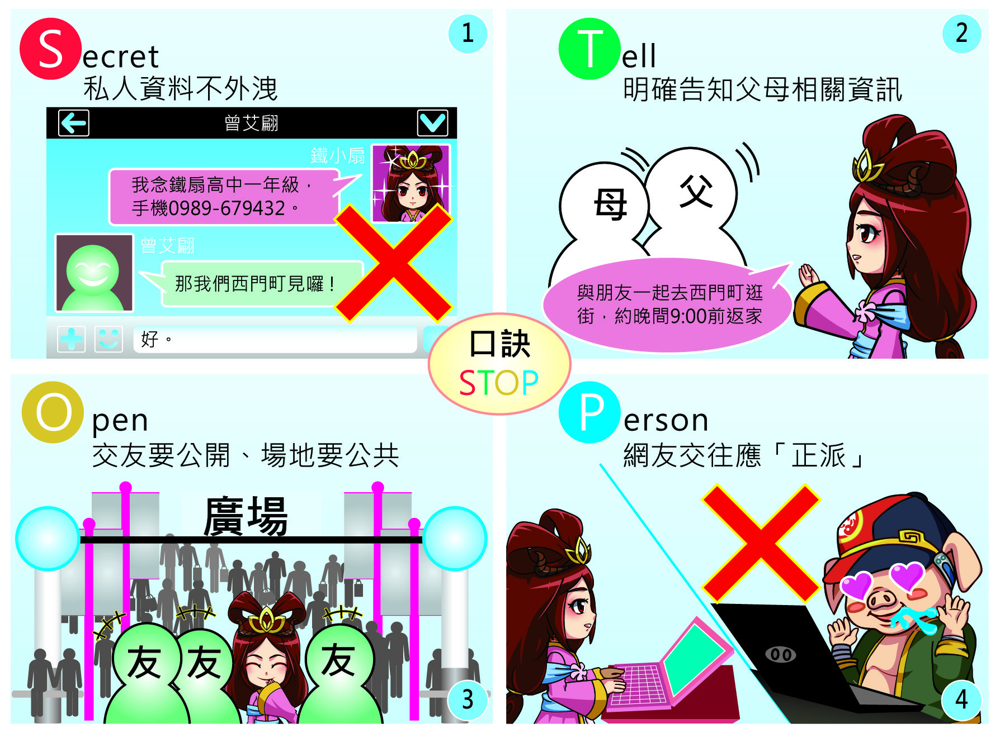 Secret
1
私人資料不外洩
曾艾翩
鐵小扇
我念鐵扇高中一年級，
手機0989-679432。
曾艾翩
那我們西門町見囉！
好。
Tell
2
明確告知父母相關資訊
母
父
與朋友一起去西門町逛
街，約晚間9:00前返家
口訣
STOP
Open
交友要公開、場地要公共
廣場
友
友
友
3
Person
網友交往應「正派」
4